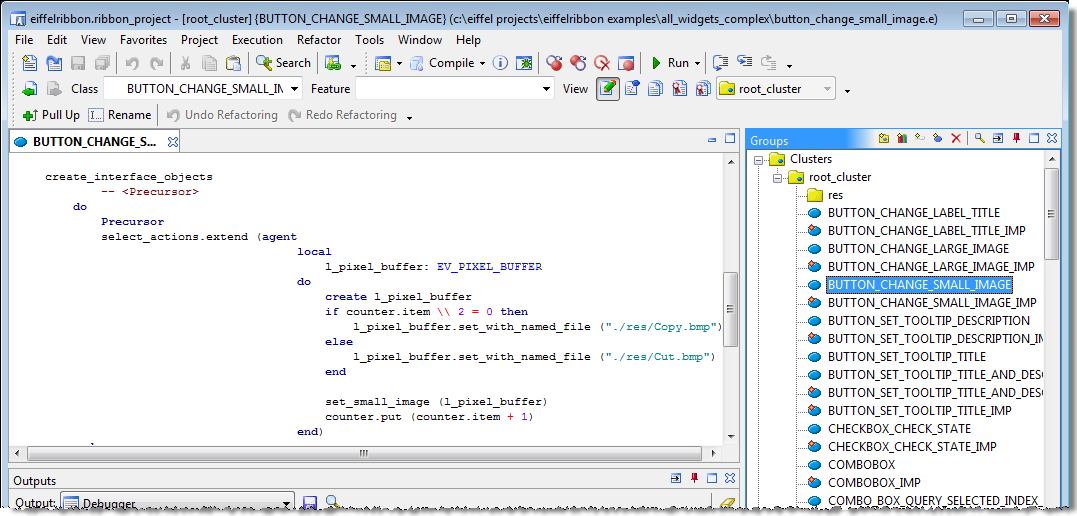 eiffelribbon.ribbon_project - [root_cluster] {BUTTON_CHANGE_SMALL_IMAGE} (c:\eiffel projects\eiffelribbon examples\all_widgets_complex\button_change_small_image.e)
File Edit View Favorites Project Execution Refactor Tools Window Help
Search Compile Run
Class BUTTON_CHANGE_SMALL_IN Feature View root_cluster
Pull Up Rename Undo Refactoring Redo Refactoring
BUTTON_CHANGE_S...
create_interface_objects
-- <Precursor>
do
Precursor
select_actions.extend (agent
local
l_pixel_buffer: EV_PIXEL_BUFFER
do
create l_pixel_buffer
if counter.item \\ 2 = 0 then
l_pixel_buffer.set_with_named_file ("./res/Copy.bmp")
else
l_pixel_buffer.set_with_named_file ("./res/Cut.bmp")
end
set_small_image (l_pixel_buffer)
counter.put (counter.item + 1)
end)
Groups
Clusters
root_cluster
res
BUTTON_CHANGE_LABEL_TITLE
BUTTON_CHANGE_LABEL_TITLE_IMP
BUTTON_CHANGE_LARGE_IMAGE
BUTTON_CHANGE_LARGE_IMAGE_IMP
BUTTON_CHANGE_SMALL_IMAGE
BUTTON_CHANGE_SMALL_IMAGE_IMP
BUTTON_SET_TOOLTIP_DESCRIPTION
BUTTON_SET_TOOLTIP_DESCRIPTION_IM
BUTTON_SET_TOOLTIP_TITLE
BUTTON_SET_TOOLTIP_TITLE_AND_DESC
BUTTON_SET_TOOLTIP_TITLE_AND_DESC
BUTTON_SET_TOOLTIP_TITLE_IMP
CHECKBOX_CHECK_STATE
CHECKBOX_CHECK_STATE_IMP
COMBOBOX
COMBOBOX_IMP
COMBO_BOX_QUERY_SELECTED_INDEX
Outputs
Output: Debugger